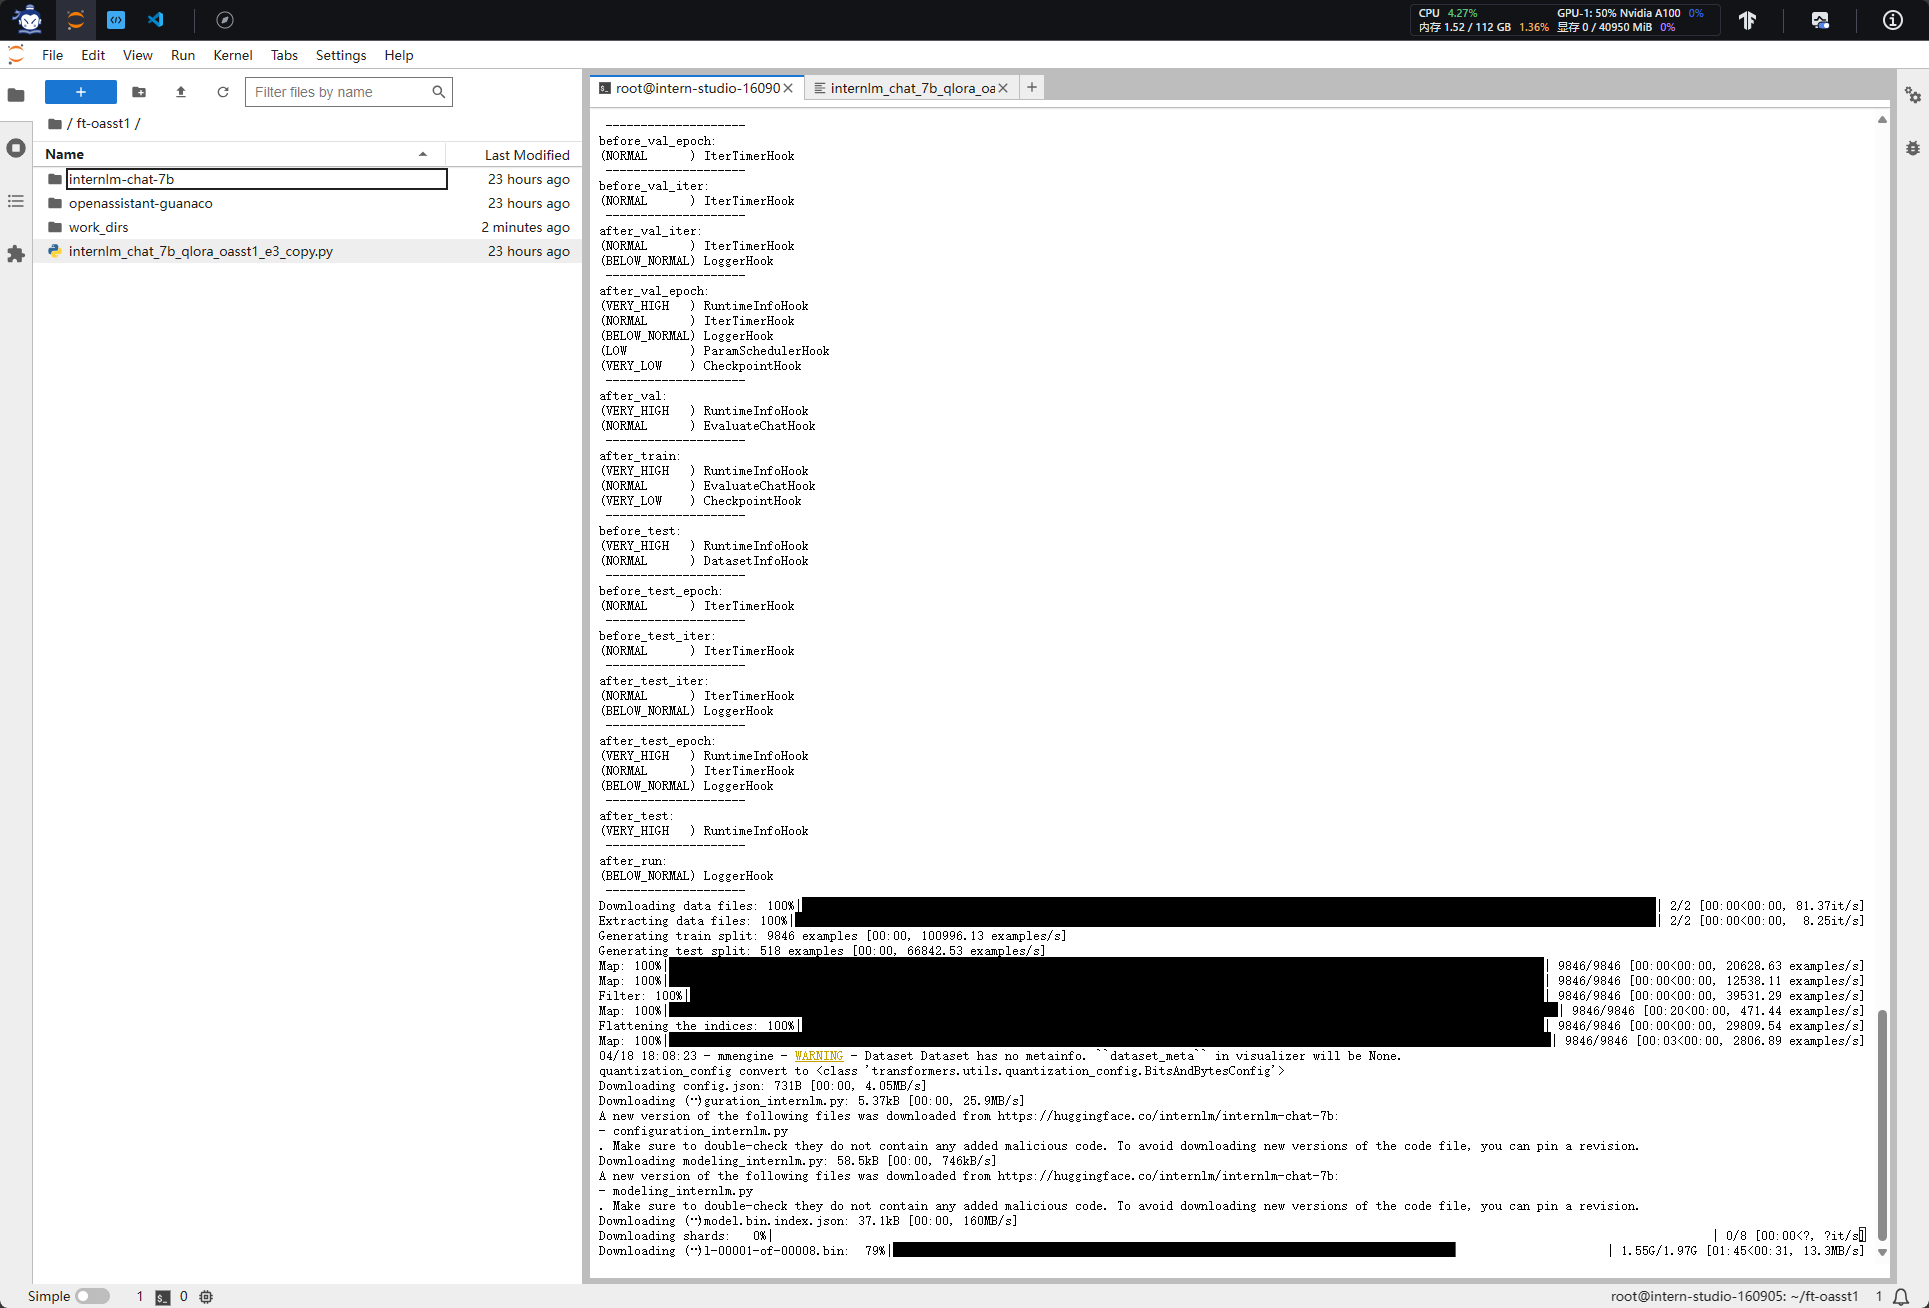 CPU 4.27% GPU-1: 50% Nvidia A100 0%
内存 1.52 / 112 GB 1.36% 显存 0 / 40950 MiB 0%
File Edit View Run Kernel Tabs Settings Help
+ Filter files by name
/ ft-oasst1 /
Name Last Modified
internlm-chat-7b 23 hours ago
openassistant-guanaco 23 hours ago
work_dirs 2 minutes ago
internlm_chat_7b_qlora_oasst1_e3_copy.py 23 hours ago
root@intern-studio-16090 internlm_chat_7b_qlora_oa +
--------------------
before_val_epoch:
(NORMAL      ) IterTimerHook
--------------------
before_val_iter:
(NORMAL      ) IterTimerHook
--------------------
after_val_iter:
(NORMAL      ) IterTimerHook
(BELOW_NORMAL) LoggerHook
--------------------
after_val_epoch:
(VERY_HIGH   ) RuntimeInfoHook
(NORMAL      ) IterTimerHook
(BELOW_NORMAL) LoggerHook
(LOW         ) ParamSchedulerHook
(VERY_LOW    ) CheckpointHook
--------------------
after_val:
(VERY_HIGH   ) RuntimeInfoHook
(NORMAL      ) EvaluateChatHook
--------------------
after_train:
(VERY_HIGH   ) RuntimeInfoHook
(NORMAL      ) EvaluateChatHook
(VERY_LOW    ) CheckpointHook
--------------------
before_test:
(VERY_HIGH   ) RuntimeInfoHook
(NORMAL      ) DatasetInfoHook
--------------------
before_test_epoch:
(NORMAL      ) IterTimerHook
--------------------
before_test_iter:
(NORMAL      ) IterTimerHook
--------------------
after_test_iter:
(NORMAL      ) IterTimerHook
(BELOW_NORMAL) LoggerHook
--------------------
after_test_epoch:
(VERY_HIGH   ) RuntimeInfoHook
(NORMAL      ) IterTimerHook
(BELOW_NORMAL) LoggerHook
--------------------
after_test:
(VERY_HIGH   ) RuntimeInfoHook
--------------------
after_run:
(BELOW_NORMAL) LoggerHook
--------------------
Downloading data files: 100%| | 2/2 [00:00<00:00, 81.37it/s]
Extracting data files: 100%| | 2/2 [00:00<00:00, 8.25it/s]
Generating train split: 9846 examples [00:00, 100996.13 examples/s]
Generating test split: 518 examples [00:00, 66842.53 examples/s]
Map: 100%| | 9846/9846 [00:00<00:00, 20628.63 examples/s]
Map: 100%| | 9846/9846 [00:00<00:00, 12538.11 examples/s]
Filter: 100%| | 9846/9846 [00:00<00:00, 39531.29 examples/s]
Map: 100%| | 9846/9846 [00:20<00:00, 471.44 examples/s]
Flattening the indices: 100%| | 9846/9846 [00:00<00:00, 29809.54 examples/s]
Map: 100%| | 9846/9846 [00:03<00:00, 2806.89 examples/s]
04/18 18:08:23 - mmengine - WARNING - Dataset Dataset has no metainfo. ``dataset_meta`` in visualizer will be None.
quantization_config convert to <class 'transformers.utils.quantization_config.BitsAndBytesConfig'>
Downloading config.json: 731B [00:00, 4.05MB/s]
Downloading (…)guration_internlm.py: 5.37kB [00:00, 25.9MB/s]
A new version of the following files was downloaded from https://huggingface.co/internlm/internlm-chat-7b:
- configuration_internlm.py
. Make sure to double-check they do not contain any added malicious code. To avoid downloading new versions of the code file, you can pin a revision.
Downloading modeling_internlm.py: 58.5kB [00:00, 746kB/s]
A new version of the following files was downloaded from https://huggingface.co/internlm/internlm-chat-7b:
- modeling_internlm.py
. Make sure to double-check they do not contain any added malicious code. To avoid downloading new versions of the code file, you can pin a revision.
Downloading (…)model.bin.index.json: 37.1kB [00:00, 160MB/s]
Downloading shards:   0%| | 0/8 [00:00<?, ?it/s]
Downloading (…)l-00001-of-00008.bin:  79%| | 1.55G/1.97G [01:45<00:31, 13.3MB/s]
Simple 1 0 root@intern-studio-160905: ~/ft-oasst1 1